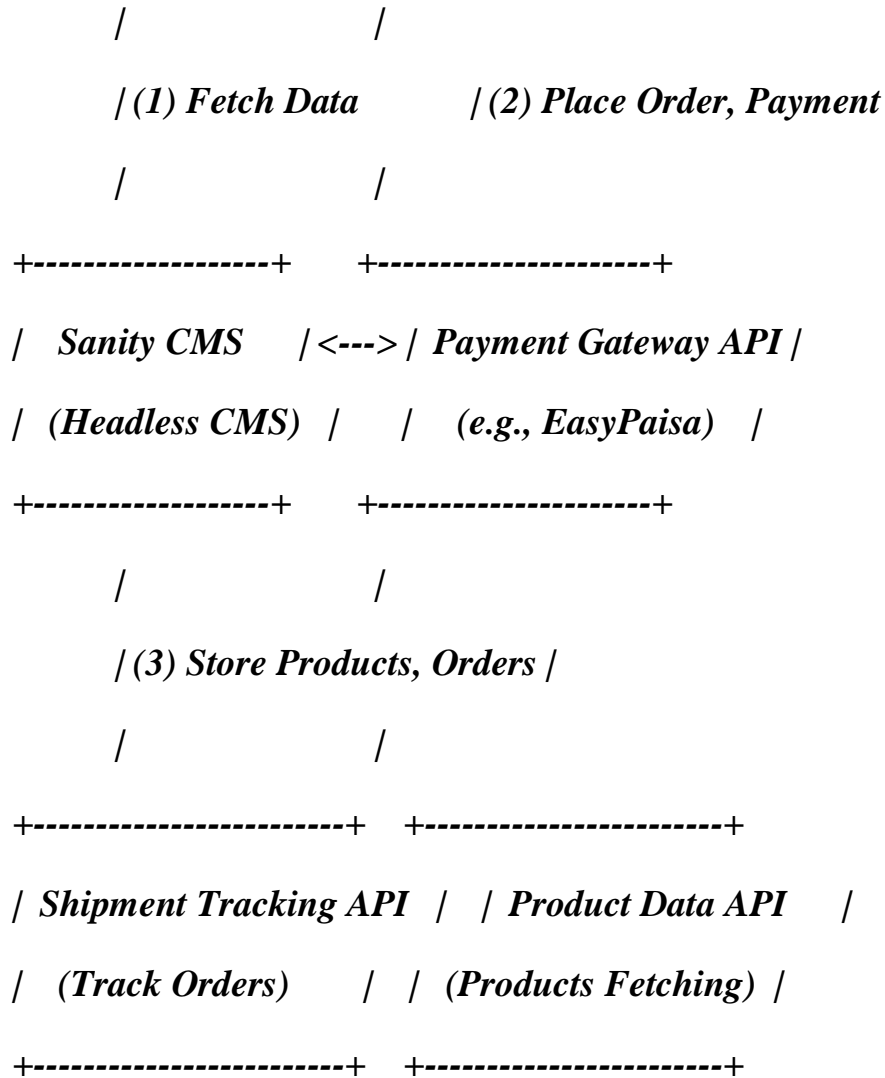 | |
| (1) Fetch Data | (2) Place Order, Payment
| |
+-------------------+ +----------------------+
| Sanity CMS |<--->| Payment Gateway API |
| (Headless CMS) | | (e.g., EasyPaisa) |
+-------------------+ +----------------------+
| |
| (3) Store Products, Orders |
| |
+-------------------------+ +------------------------+
| Shipment Tracking API | | Product Data API |
| (Track Orders) | | (Products Fetching) |
+-------------------------+ +------------------------+